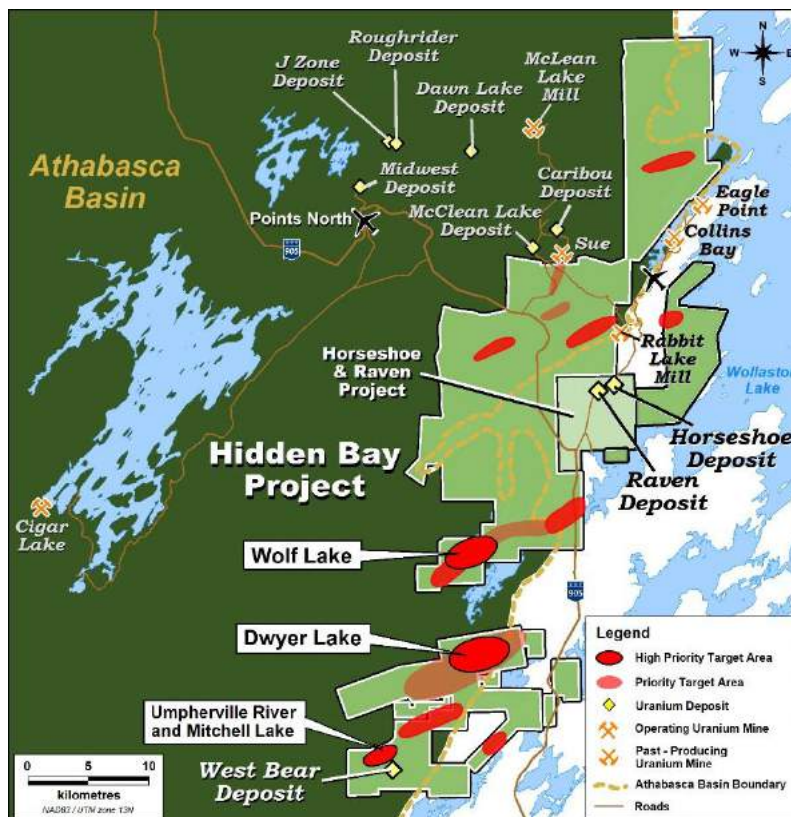 Roughrider
Deposit
J Zone
Deposit
McLean
Lake
Mill
Dawn Lake
Deposit
N
W
E
S
Athabasca
Basin
Midwest
Deposit
Caribou
Deposit
Points North
McClean Lake
Deposit
Eagle
Point
Collins
Bay
905
Sue
Horseshoe
& Raven
Project
Rabbit
Lake
Mill
Wollaston
Lake
Hidden Bay
Project
Horseshoe
Deposit
Raven
Deposit
Cigar
Lake
Wolf Lake
905
Dwyer Lake
Umpherville River
and Mitchell Lake
West Bear
Deposit
0 5 10
kilometres
NAD83 / UTM zone 13N
Legend
High Priority Target Area
Priority Target Area
Uranium Deposit
Operating Uranium Mine
Past - Producing
Uranium Mine
Athabasca Basin Boundary
Roads